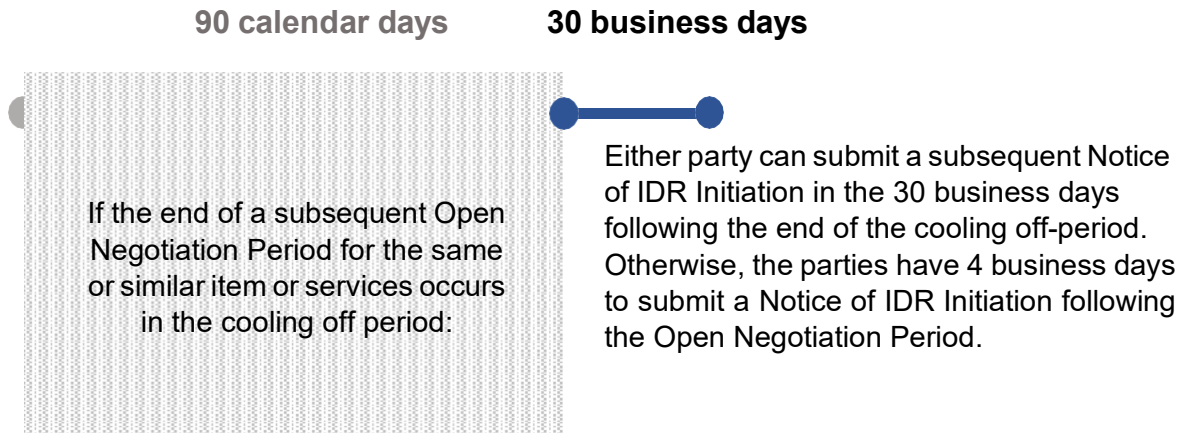 90 calendar days
30 business days
If the end of a subsequent Open
Negotiation Period for the same
or similar item or services occurs
in the cooling off period:
Either party can submit a subsequent Notice
of IDR Initiation in the 30 business days
following the end of the cooling off-period.
Otherwise, the parties have 4 business days
to submit a Notice of IDR Initiation following
the Open Negotiation Period.